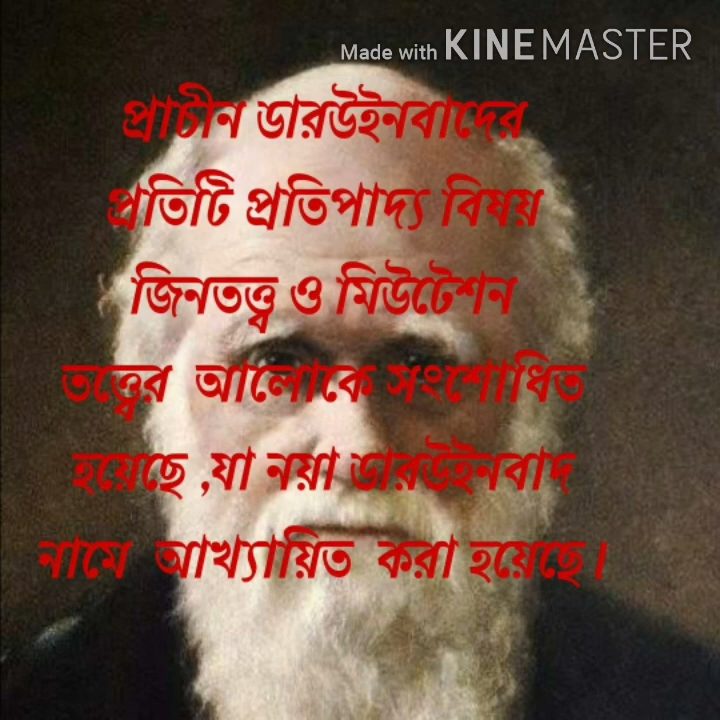 Made with KINEMASTER
প্রাচীন ডারউইনবাদের
প্রতিটি প্রতিপাদ্য বিষয়
জিনতত্ত্ব ও মিউটেশন
তত্ত্বের আলোকে সংশোধিত
হয়েছে ,যা নয়া ডারউইনবাদ
নামে আখ্যায়িত করা হয়েছে।